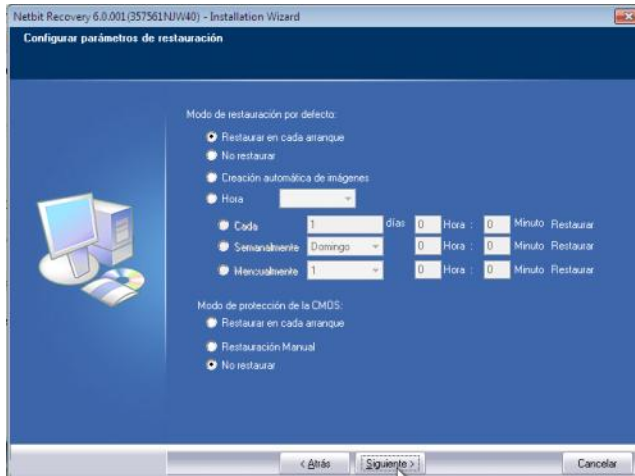 Netbit Recovery 6.0.001(357561NJW40) - Installation Wizard
Configurar parámetros de restauración
Modo de restauración por defecto:
Restaurar en cada arranque
No restaurar
Creación automática de imágenes
Hora
Cada 1 días 0 Hora : 0 Minuto Restaurar
Semanalmente Domingo 0 Hora : 0 Minuto Restaurar
Mencualmente 1 0 Hora : 0 Minuto Restaurar
Modo de protección de la CMOS:
Restaurar en cada arranque
Restauración Manual
No restaurar
< Atrás Siguiente > Cancelar